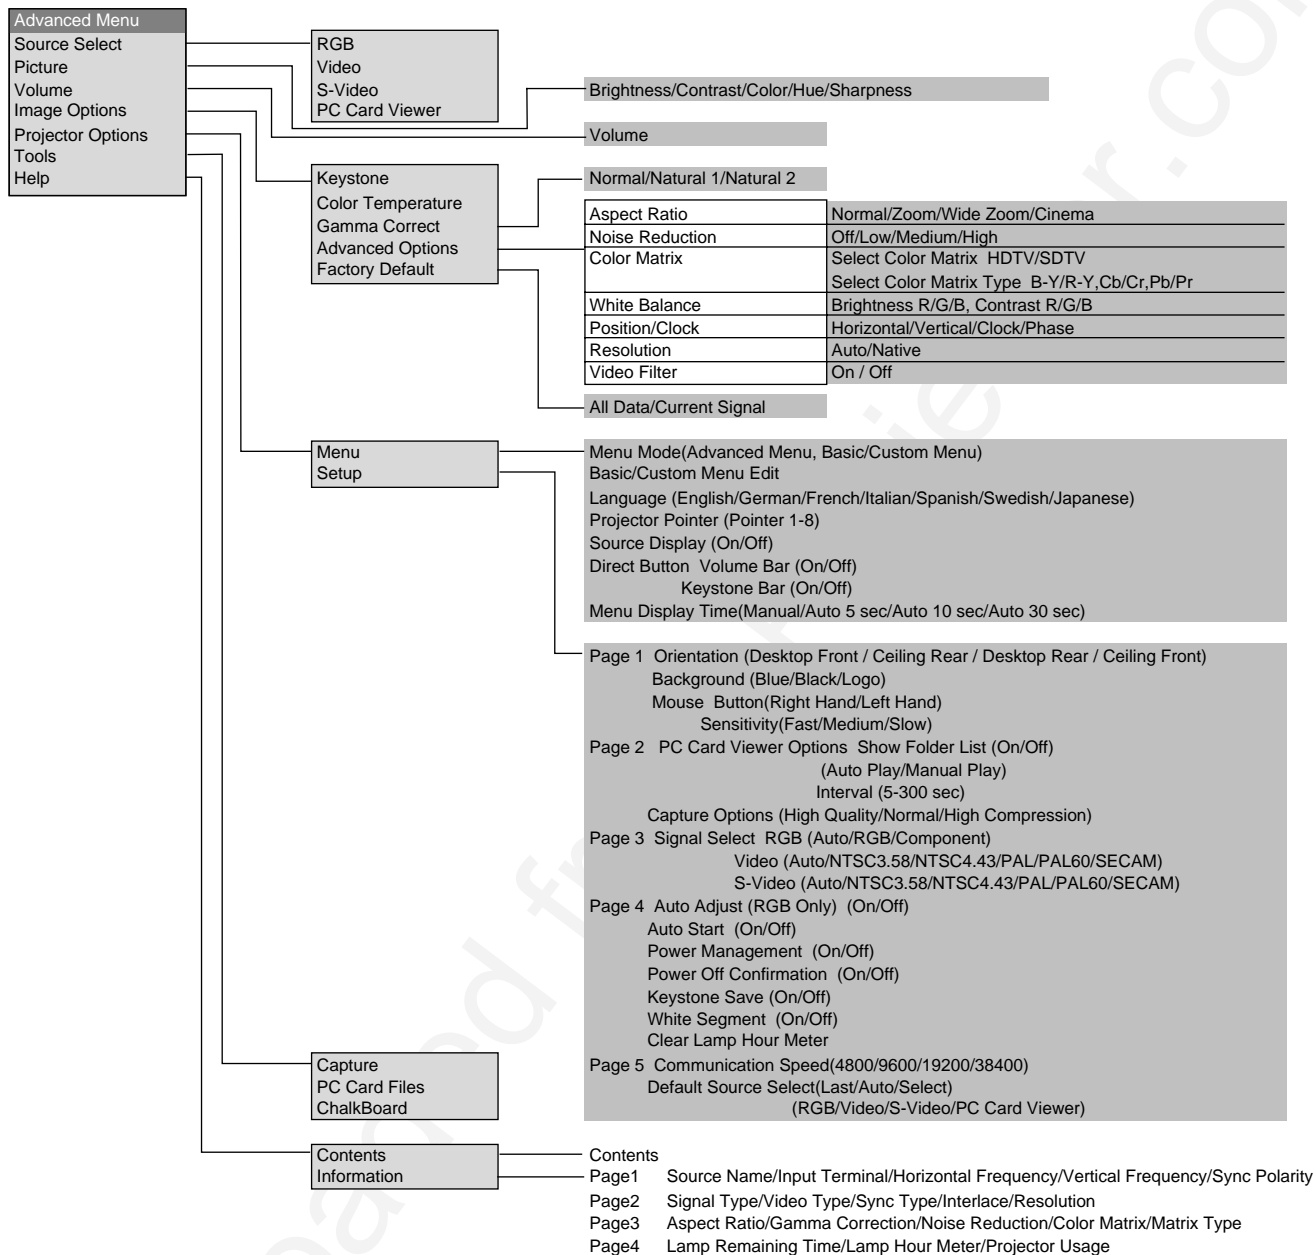 Advanced Menu
Source Select
Picture
Volume
Image Options
Projector Options
Tools
Help
RGB
Video
S-Video
PC Card Viewer
Brightness/Contrast/Color/Hue/Sharpness
Volume
Keystone
Color Temperature
Gamma Correct
Advanced Options
Factory Default
Normal/Natural 1/Natural 2
Aspect Ratio Normal/Zoom/Wide Zoom/Cinema
Noise Reduction Off/Low/Medium/High
Color Matrix Select Color Matrix HDTV/SDTV
Select Color Matrix Type B-Y/R-Y,Cb/Cr,Pb/Pr
White Balance Brightness R/G/B, Contrast R/G/B
Position/Clock Horizontal/Vertical/Clock/Phase
Resolution Auto/Native
Video Filter On / Off
All Data/Current Signal
Menu
Setup
Menu Mode(Advanced Menu, Basic/Custom Menu)
Basic/Custom Menu Edit
Language (English/German/French/Italian/Spanish/Swedish/Japanese)
Projector Pointer (Pointer 1-8)
Source Display (On/Off)
Direct Button Volume Bar (On/Off)
Keystone Bar (On/Off)
Menu Display Time(Manual/Auto 5 sec/Auto 10 sec/Auto 30 sec)
Page 1 Orientation (Desktop Front / Ceiling Rear / Desktop Rear / Ceiling Front)
Background (Blue/Black/Logo)
Mouse Button(Right Hand/Left Hand)
Sensitivity(Fast/Medium/Slow)
Page 2 PC Card Viewer Options Show Folder List (On/Off)
(Auto Play/Manual Play)
Interval (5-300 sec)
Capture Options (High Quality/Normal/High Compression)
Page 3 Signal Select RGB (Auto/RGB/Component)
Video (Auto/NTSC3.58/NTSC4.43/PAL/PAL60/SECAM)
S-Video (Auto/NTSC3.58/NTSC4.43/PAL/PAL60/SECAM)
Page 4 Auto Adjust (RGB Only) (On/Off)
Auto Start (On/Off)
Power Management (On/Off)
Power Off Confirmation (On/Off)
Keystone Save (On/Off)
White Segment (On/Off)
Clear Lamp Hour Meter
Page 5 Communication Speed(4800/9600/19200/38400)
Default Source Select(Last/Auto/Select)
(RGB/Video/S-Video/PC Card Viewer)
Capture
PC Card Files
ChalkBoard
Contents
Information
Contents
Page1 Source Name/Input Terminal/Horizontal Frequency/Vertical Frequency/Sync Polarity
Page2 Signal Type/Video Type/Sync Type/Interlace/Resolution
Page3 Aspect Ratio/Gamma Correction/Noise Reduction/Color Matrix/Matrix Type
Page4 Lamp Remaining Time/Lamp Hour Meter/Projector Usage